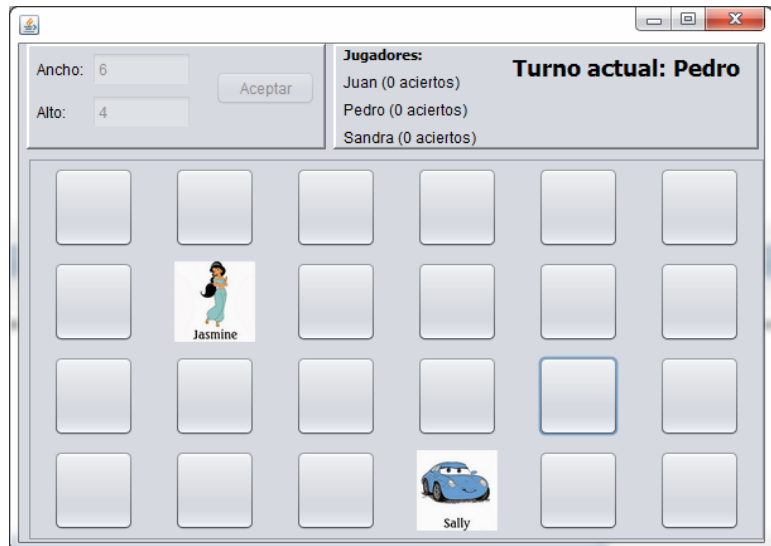 Ancho: 6
Aceptar
Alto: 4
Jugadores:
Juan (0 aciertos)
Pedro (0 aciertos)
Sandra (0 aciertos)
Turno actual: Pedro
Jasmine
Sally